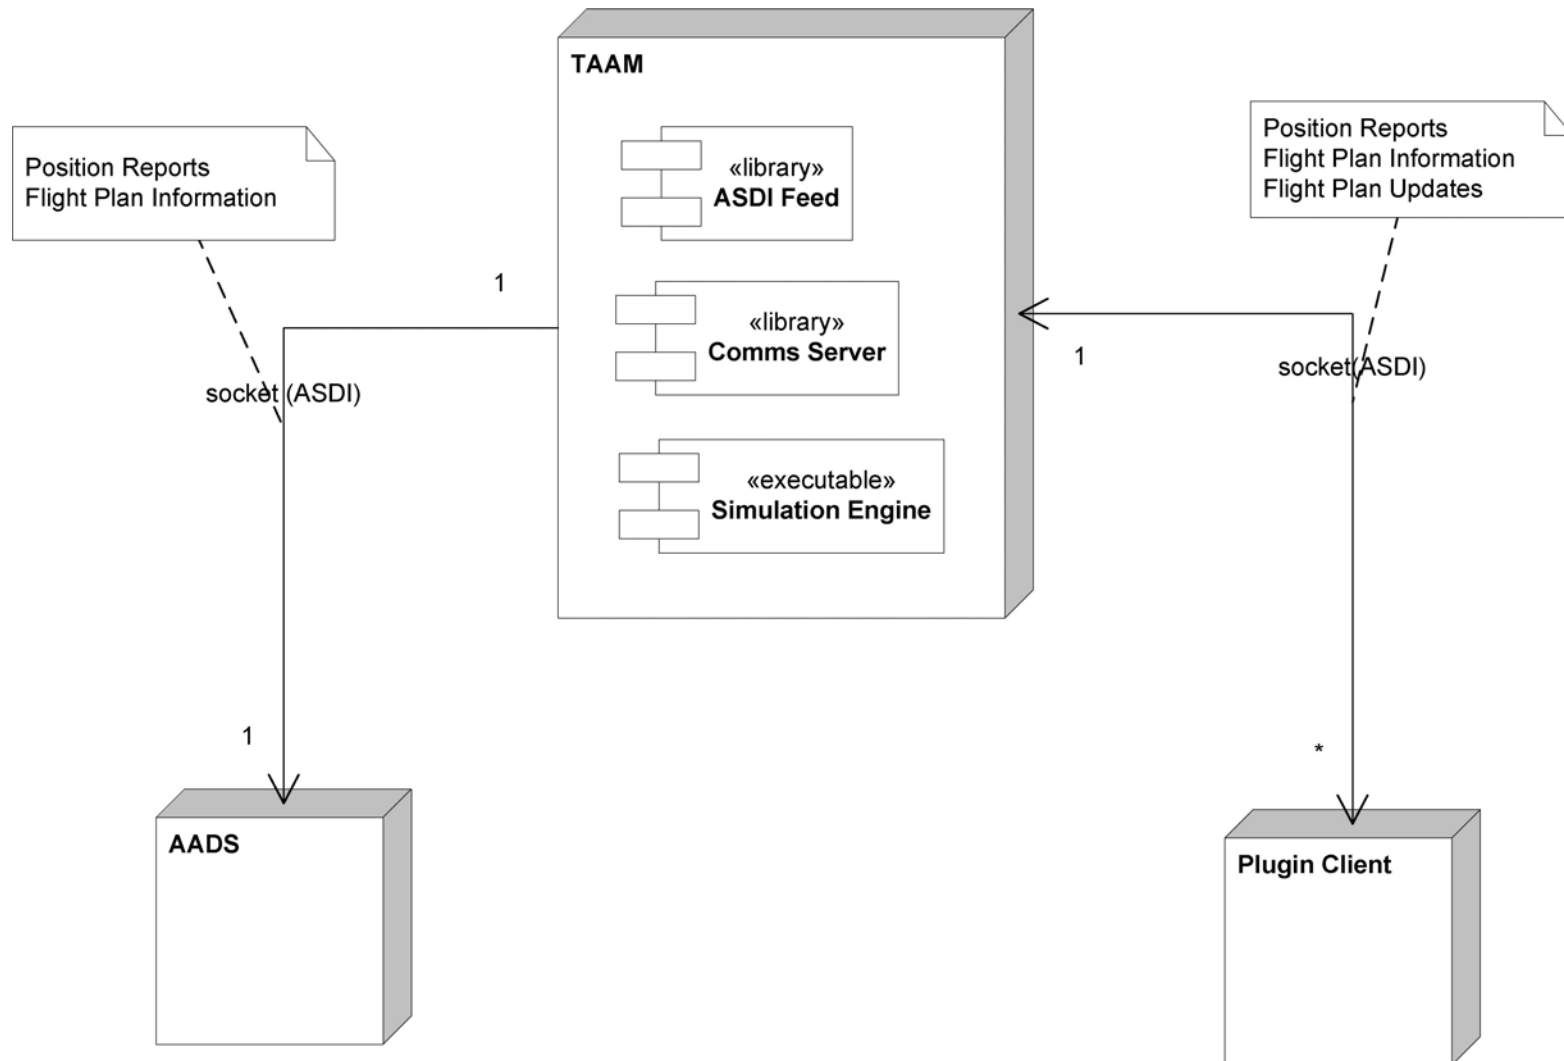 TAAM
Position Reports
Flight Plan Information
«library»
ASDI Feed
Position Reports
Flight Plan Information
Flight Plan Updates
1
«library»
Comms Server
1
socket (ASDI)
socket(ASDI)
«executable»
Simulation Engine
1
*
AADS
Plugin Client